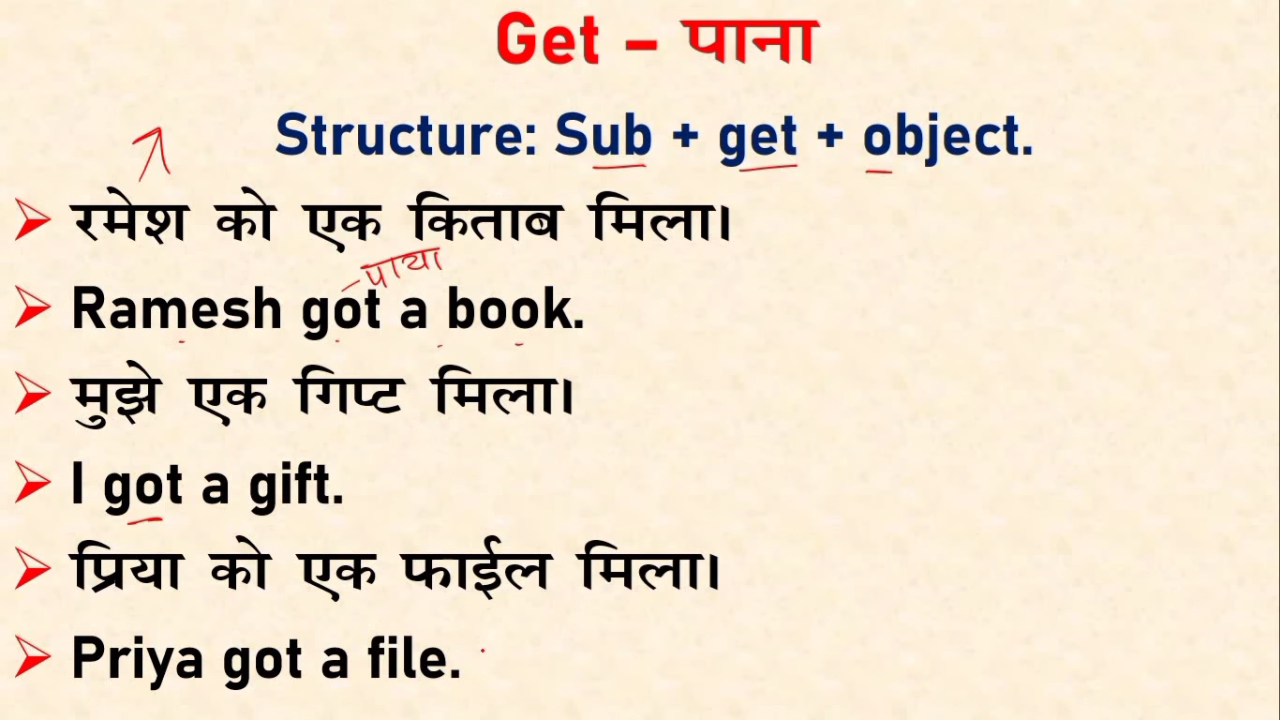 Get – पाना
Structure: Sub + get + object.
रमेश को एक किताब मिला।
-पाया
Ramesh got a book.
मुझे एक गिप्ट मिला।
I got a gift.
प्रिया को एक फाईल मिला।
Priya got a file.